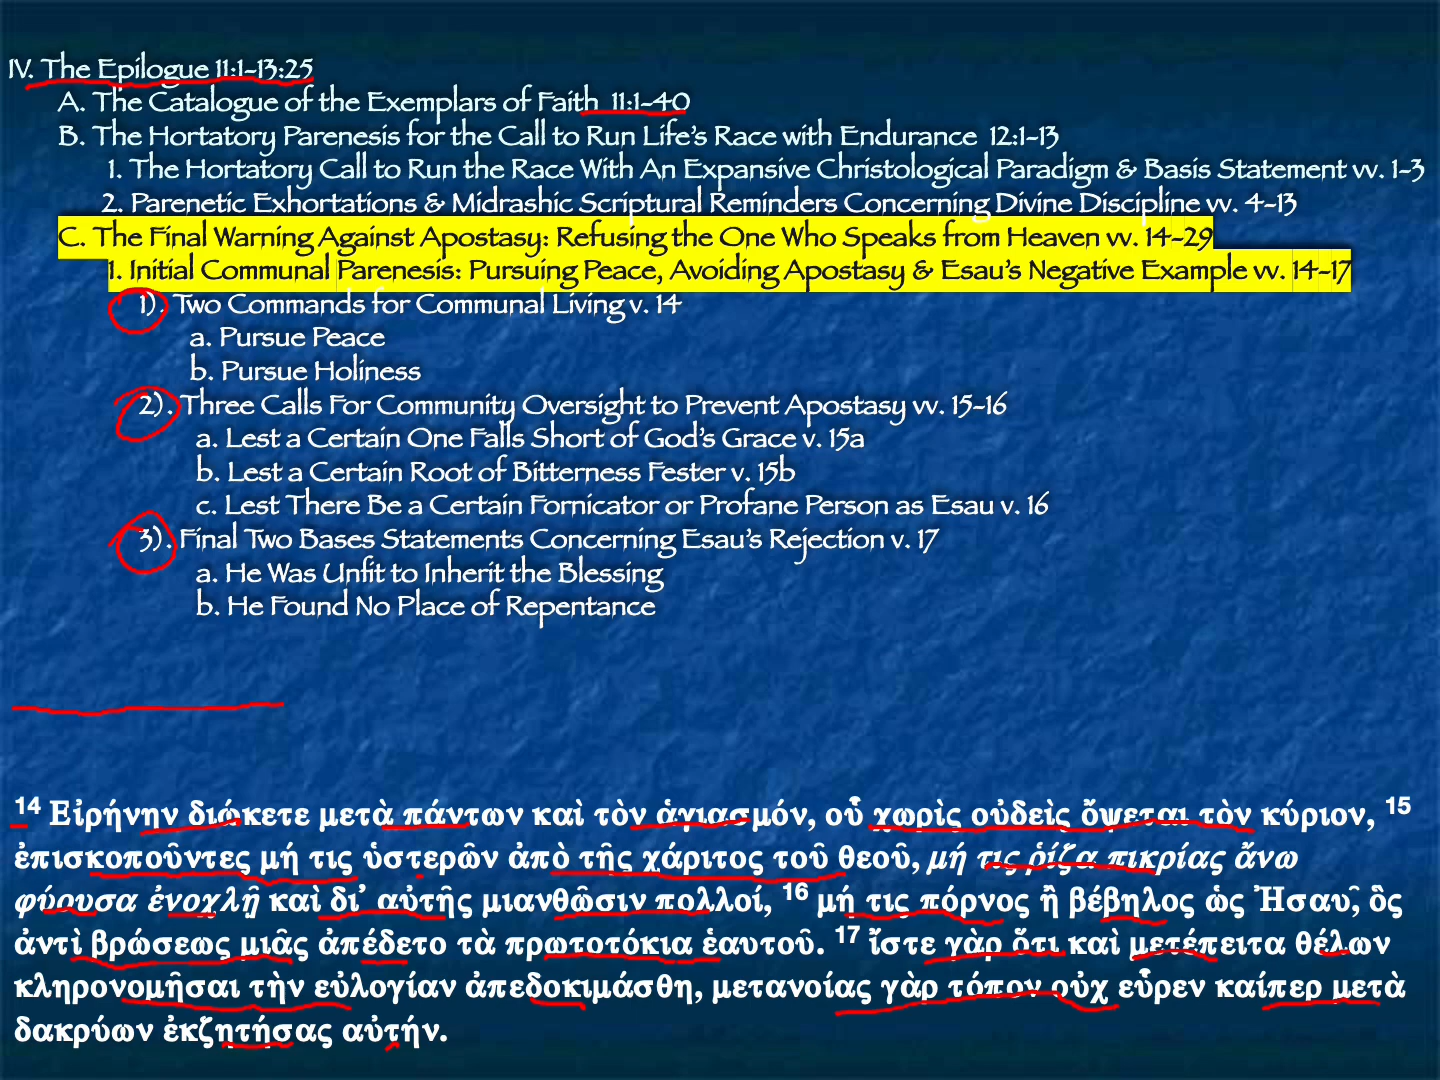 IV. The Epilogue 11:1-13:25
A. The Catalogue of the Exemplars of Faith 11:1-40
B. The Hortatory Parenesis for the Call to Run Life's Race with Endurance 12:1-13
1. The Hortatory Call to Run the Race With An Expansive Christological Paradigm & Basis Statement vv. 1-3
2. Parenetic Exhortations & Midrashic Scriptural Reminders Concerning Divine Discipline vv. 4-13
C. The Final Warning Against Apostasy: Refusing the One Who Speaks from Heaven vv. 14-29
1. Initial Communal Parenesis: Pursuing Peace, Avoiding Apostasy & Esau's Negative Example vv. 14-17
1). Two Commands for Communal Living v. 14
a. Pursue Peace
b. Pursue Holiness
2). Three Calls For Community Oversight to Prevent Apostasy vv. 15-16
a. Lest a Certain One Falls Short of God's Grace v. 15a
b. Lest a Certain Root of Bitterness Fester v. 15b
c. Lest There Be a Certain Fornicator or Profane Person as Esau v. 16
3). Final Two Bases Statements Concerning Esau's Rejection v. 17
a. He Was Unfit to Inherit the Blessing
b. He Found No Place of Repentance
14 Εἰρήνην διώκετε μετὰ πάντων καὶ τὸν ἁγιασμόν, οὗ χωρὶς οὐδεὶς ὄψεται τὸν κύριον, 15
ἐπισκοποῦντες μή τις ὑστερῶν ἀπὸ τῆς χάριτος τοῦ θεοῦ, μή τις ῥίζα πικρίας ἄνω
φύουσα ἐνοχλῇ καὶ δι᾽ αὐτῆς μιανθῶσιν πολλοί, 16 μή τις πόρνος ἢ βέβηλος ὡς Ἠσαῦ, ὃς
ἀντὶ βρώσεως μιᾶς ἀπέδετο τὰ πρωτοτόκια ἑαυτοῦ. 17 ἴστε γὰρ ὅτι καὶ μετέπειτα θέλων
κληρονομῆσαι τὴν εὐλογίαν ἀπεδοκιμάσθη, μετανοίας γὰρ τόπον οὐχ εὗρεν καίπερ μετὰ
δακρύων ἐκζητήσας αὐτήν.